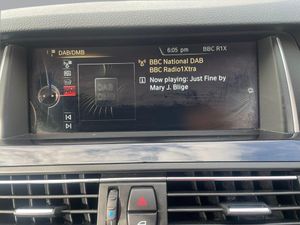 DAB/DMB
6:05 pm
BBC R1X
BBC National DAB
BBC Radio1Xtra
Now playing: Just Fine by
Mary J. Blige